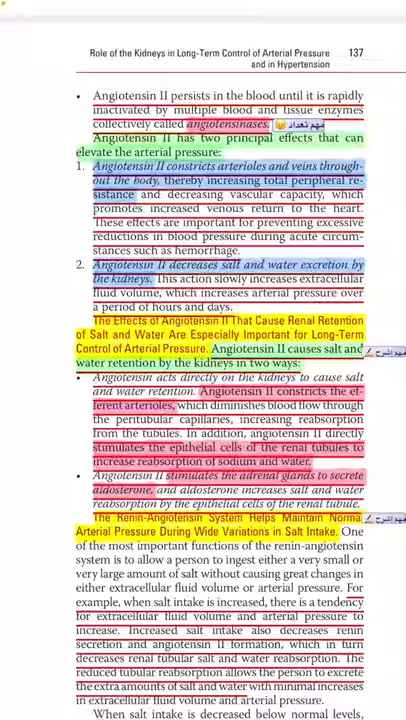 Role of the Kidneys in Long-Term Control of Arterial Pressure 137
and in Hypertension
• Angiotensin II persists in the blood until it is rapidly
inactivated by multiple blood and tissue enzymes
collectively called angiotensinases. مهم تعداد
Angiotensin II has two principal effects that can
elevate the arterial pressure:
1. Angiotensin II constricts arterioles and veins through-
out the body, thereby increasing total peripheral re-
sistance and decreasing vascular capacity, which
promotes increased venous return to the heart.
These effects are important for preventing excessive
reductions in blood pressure during acute circum-
stances such as hemorrhage.
2. Angiotensin II decreases salt and water excretion by
the kidneys. This action slowly increases extracellular
fluid volume, which increases arterial pressure over
a period of hours and days.
The Effects of Angiotensin II That Cause Renal Retention
of Salt and Water Are Especially Important for Long-Term
Control of Arterial Pressure. Angiotensin II causes salt and مهم اشرح
water retention by the kidneys in two ways:
• Angiotensin acts directly on the kidneys to cause salt
and water retention. Angiotensin II constricts the ef-
ferent arterioles, which diminishes blood flow through
the peritubular capillaries, increasing reabsorption
from the tubules. In addition, angiotensin II directly
stimulates the epithelial cells of the renal tubules to
increase reabsorption of sodium and water.
• Angiotensin II stimulates the adrenal glands to secrete
aldosterone, and aldosterone increases salt and water
reabsorption by the epithelial cells of the renal tubule.
The Renin-Angiotensin System Helps Maintain Norma مهم اشرح
Arterial Pressure During Wide Variations in Salt Intake. One
of the most important functions of the renin-angiotensin
system is to allow a person to ingest either a very small or
very large amount of salt without causing great changes in
either extracellular fluid volume or arterial pressure. For
example, when salt intake is increased, there is a tendency
for extracellular fluid volume and arterial pressure to
increase. Increased salt intake also decreases renin
secretion and angiotensin II formation, which in turn
decreases renal tubular salt and water reabsorption. The
reduced tubular reabsorption allows the person to excrete
the extra amounts of salt and water with minimal increases
in extracellular fluid volume and arterial pressure.
When salt intake is decreased below normal levels,